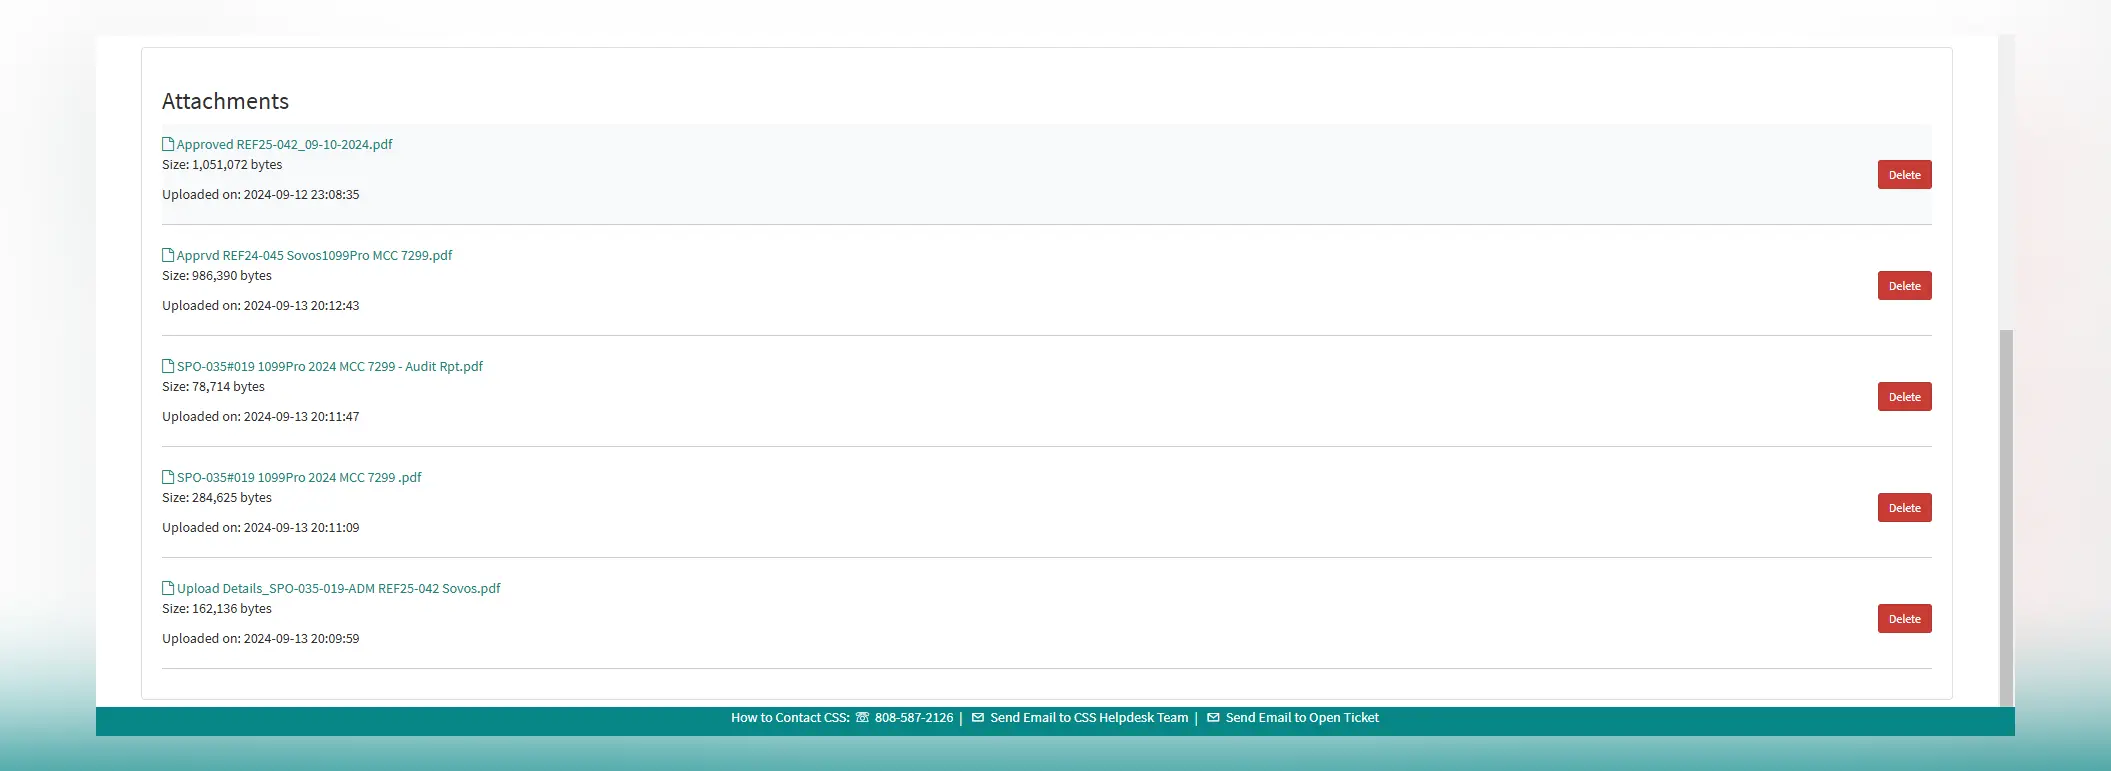 Attachments
Approved REF25-042_09-10-2024.pdf
Size: 1,051,072 bytes
Delete
Uploaded on: 2024-09-12 23:08:35
Apprvd REF24-045 Sovos1099Pro MCC 7299.pdf
Size: 986,390 bytes
Delete
Uploaded on: 2024-09-13 20:12:43
SPO-035#019 1099Pro 2024 MCC 7299 - Audit Rpt.pdf
Size: 78,714 bytes
Delete
Uploaded on: 2024-09-13 20:11:47
SPO-035#019 1099Pro 2024 MCC 7299 .pdf
Size: 284,625 bytes
Delete
Uploaded on: 2024-09-13 20:11:09
Upload Details_SPO-035-019-ADM REF25-042 Sovos.pdf
Size: 162,136 bytes
Delete
Uploaded on: 2024-09-13 20:09:59
How to Contact CSS: ☏ 808-587-2126 | ✉ Send Email to CSS Helpdesk Team | ✉ Send Email to Open Ticket